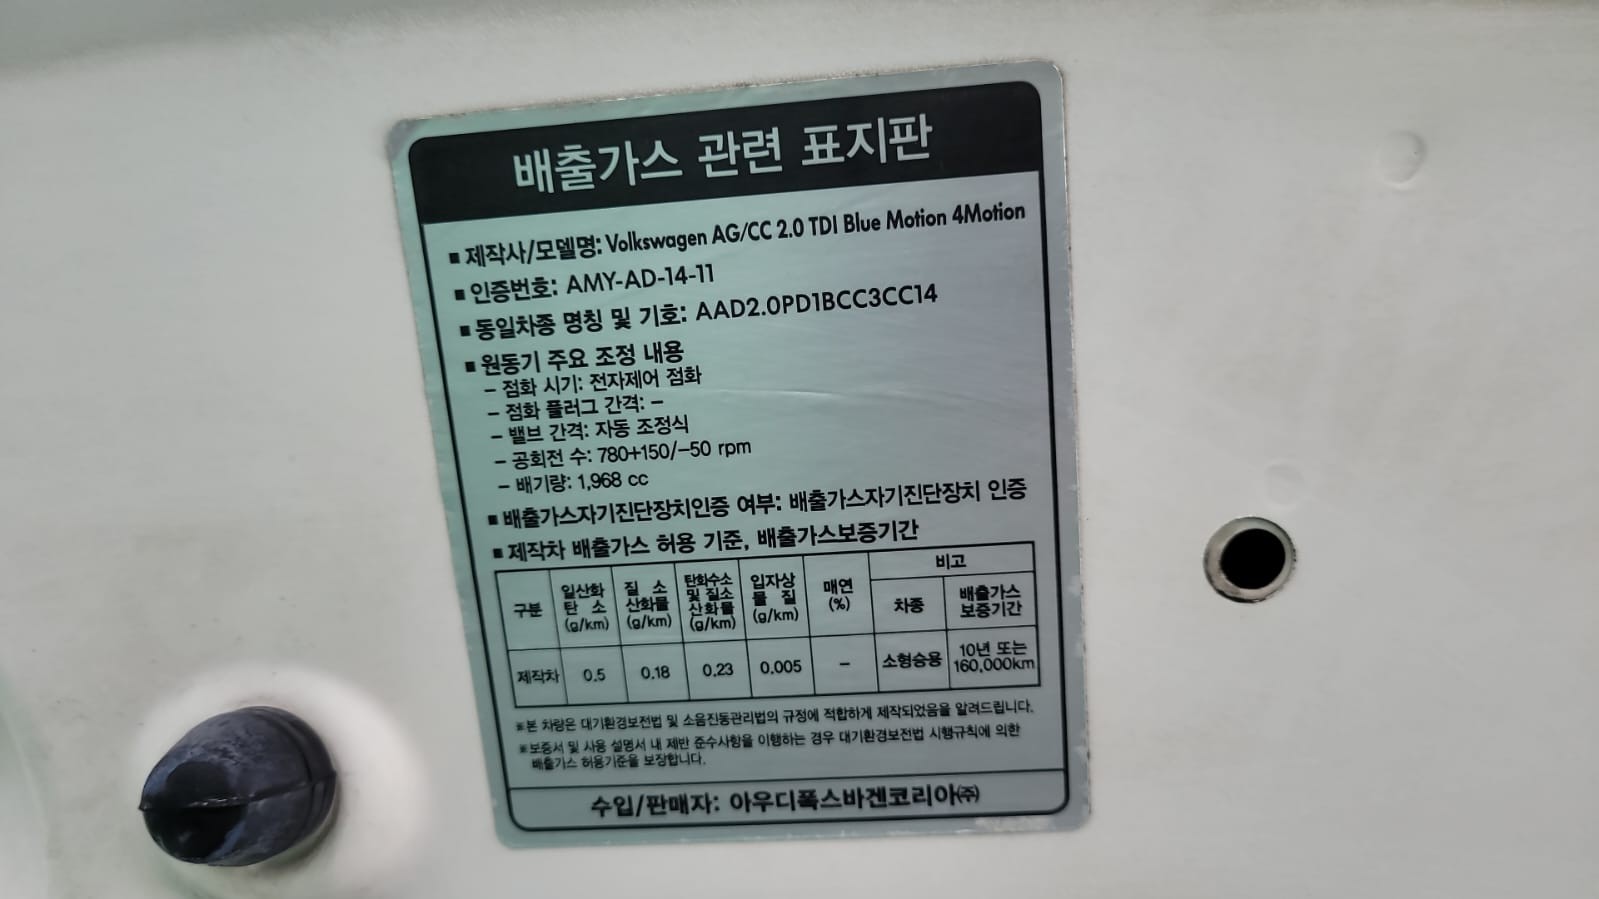 배출가스 관련 표지판
■ 제작사/모델명: Volkswagen AG/CC 2.0 TDI Blue Motion 4Motion
■ 인증번호: AMY-AD-14-11
■ 동일차종 명칭 및 기호: AAD2.0PD1BCC3CC14
■ 원동기 주요 조정 내용
– 점화 시기: 전자제어 점화
– 점화 플러그 간격: –
– 밸브 간격: 자동 조정식
– 공회전 수: 780+150/–50 rpm
– 배기량: 1,968 cc
■ 배출가스자기진단장치인증 여부: 배출가스자기진단장치 인증
■ 제작차 배출가스 허용 기준, 배출가스보증기간
구분
일산화
탄 소
(g/km)
질 소
산화물
(g/km)
탄화수소
및 질소
산화물
(g/km)
입자상
물 질
(g/km)
매연
(%)
비고
차종
배출가스
보증기간
제작차 0.5 0.18 0.23 0.005 – 소형승용
10년 또는
160,000km
※본 차량은 대기환경보전법 및 소음진동관리법의 규정에 적합하게 제작되었음을 알려드립니다.
※보증서 및 사용 설명서 내 제반 준수사항을 이행하는 경우 대기환경보전법 시행규칙에 의한
배출가스 허용기준을 보장합니다.
수입/판매자: 아우디폭스바겐코리아㈜